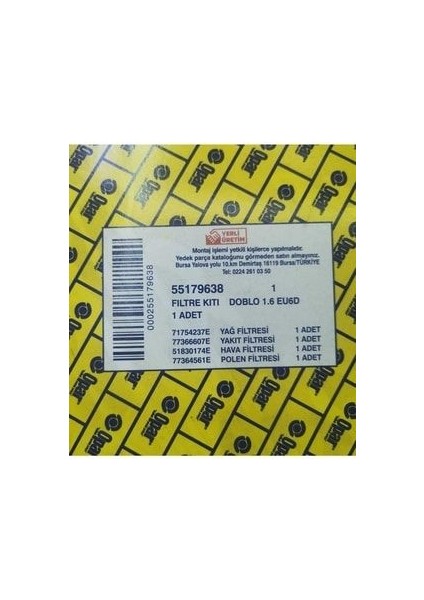 Opar
YERLİ
ÜRETİM
Montaj işlemi yetkili kişilerce yapılmalıdır.
Yedek parça kataloğunu görmeden satın almayınız.
Bursa Yalova yolu 10.km Demirtaş 16119 Bursa/TÜRKİYE
Tel: 0224 261 03 50
000255179638
55179638 1
FILTRE KITI DOBLO 1.6 EU6D
1 ADET
71754237E YAĞ FİLTRESİ 1 ADET
77366607E YAKIT FİLTRESİ 1 ADET
51830174E HAVA FİLTRESİ 1 ADET
77364561E POLEN FİLTRESİ 1 ADET